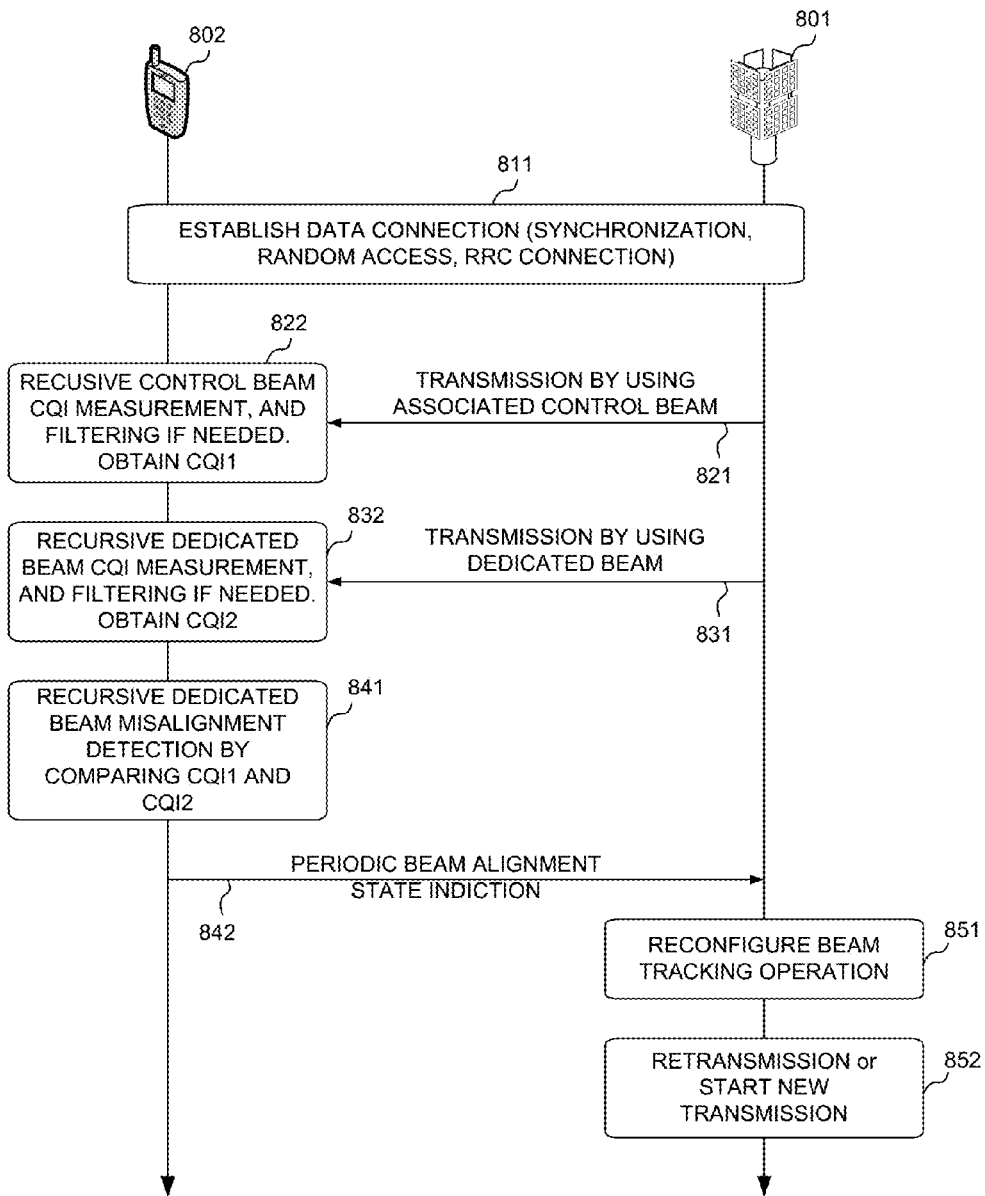 802
801
811
ESTABLISH DATA CONNECTION (SYNCHRONIZATION,
RANDOM ACCESS, RRC CONNECTION)
822
RECUSIVE CONTROL BEAM
CQI MEASUREMENT, AND
FILTERING IF NEEDED.
OBTAIN CQI1
TRANSMISSION BY USING
ASSOCIATED CONTROL BEAM
821
832
RECURSIVE DEDICATED
BEAM CQI MEASUREMENT,
AND FILTERING IF NEEDED.
OBTAIN CQI2
TRANSMISSION BY USING
DEDICATED BEAM
831
841
RECURSIVE DEDICATED
BEAM MISALIGNMENT
DETECTION BY
COMPARING CQI1 AND
CQI2
PERIODIC BEAM ALIGNMENT
STATE INDICTION
842
851
RECONFIGURE BEAM
TRACKING OPERATION
852
RETRANSMISSION or
START NEW
TRANSMISSION